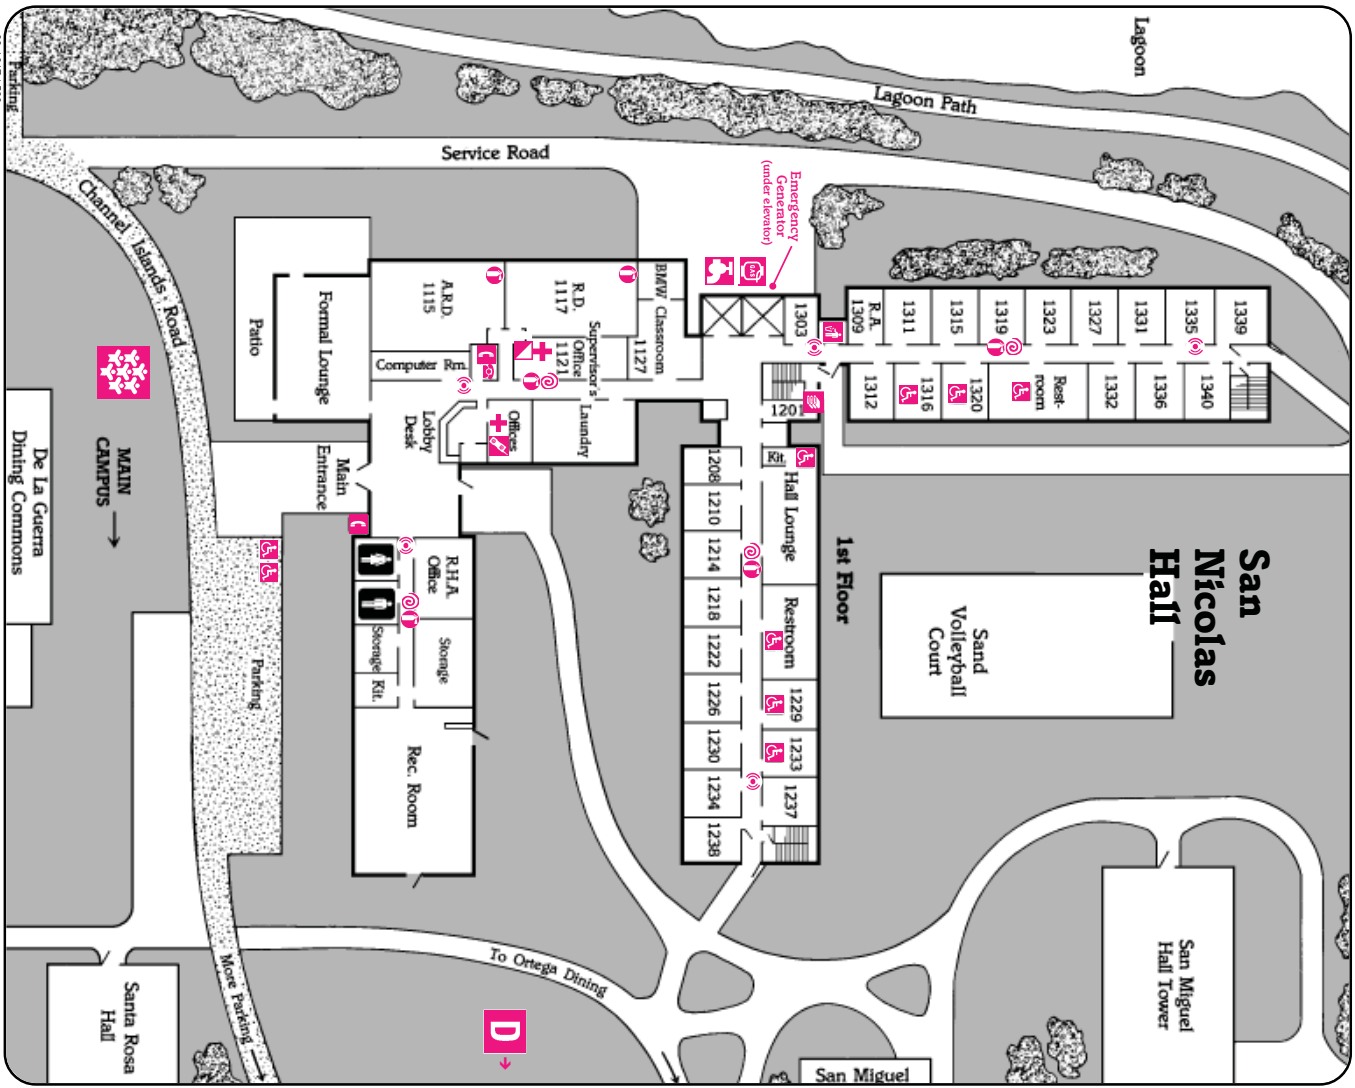 San
Nicolas
Hall
1st Floor
Lagoon
Lagoon Path
Service Road
Emergency
Generator
(under elevator)
GAS
Parking
Channel Islands Road
Patio
Formal Lounge
A.R.D.
1115
R.D.
1117
BMW Classroom
1127
Supervisor's
Office
1121
Computer Rm.
Lobby
Desk
Offices
Laundry
Main
Entrance
R.H.A.
Office
Storage
Storage
Kit.
Rec. Room
1303
R.A.
1309
1311
1315
1319
1323
1327
1331
1335
1339
1312
1316
1320
Rest-
room
1332
1336
1340
1201
Kit.
Hall Lounge
Restroom
1229
1233
1237
1208
1210
1214
1218
1222
1226
1230
1234
1238
Sand
Volleyball
Court
MAIN
CAMPUS
De La Guerra
Dining Commons
Parking
More Parking
Santa Rosa
Hall
To Ortega Dining
D
San Miguel
Hall Tower
San Miguel